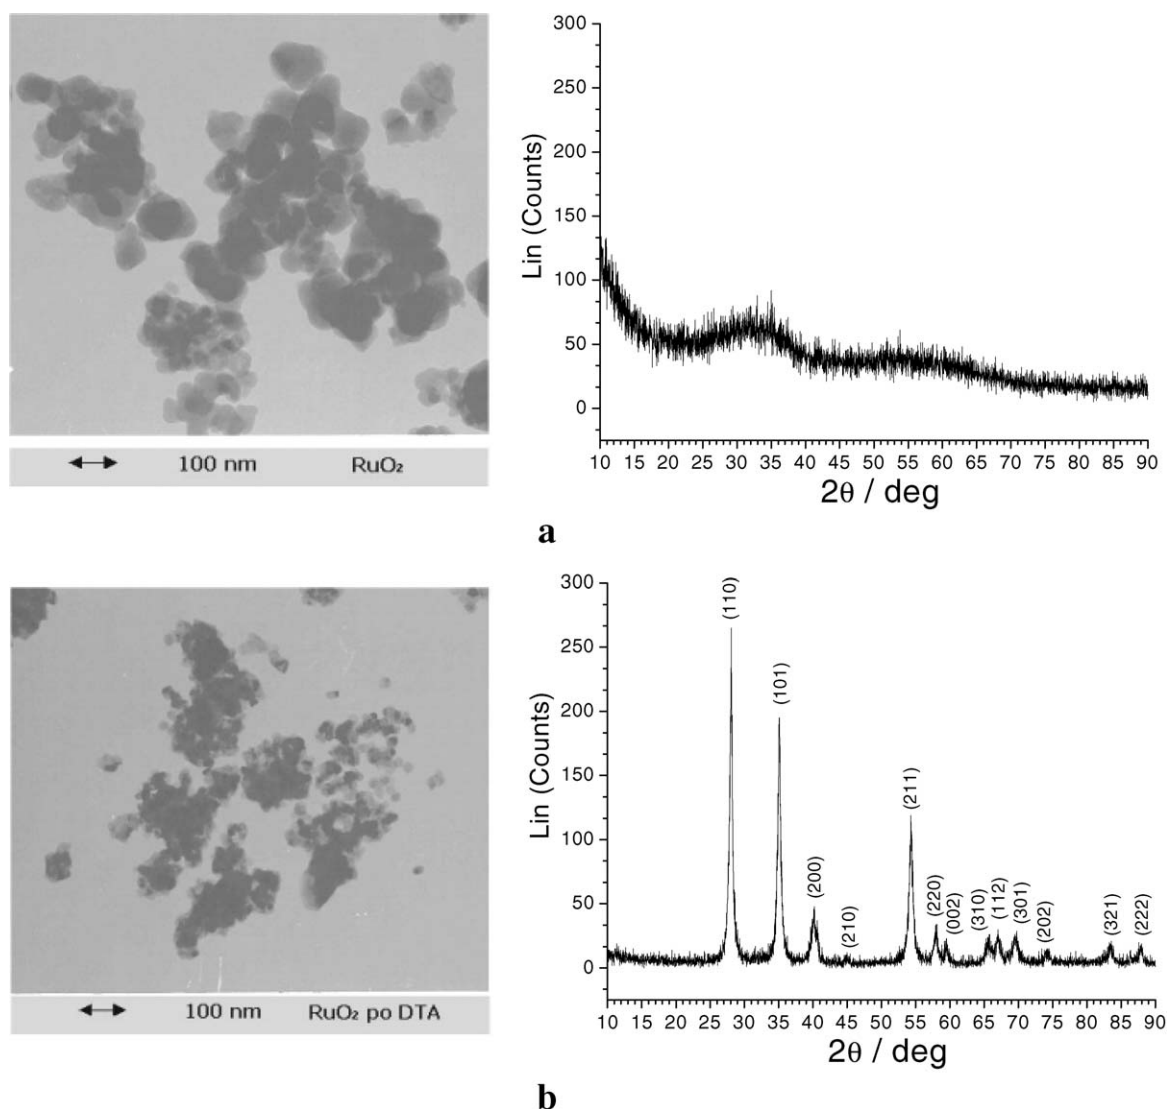 300
250
200
150
100
50
0
Lin (Counts)
10 15 20 25 30 35 40 45 50 55 60 65 70 75 80 85 90
2θ / deg
100 nm RuO₂
a
300
250
200
150
100
50
0
Lin (Counts)
(110)
(101)
(200)
(210)
(211)
(220)
(002)
(310)
(112)
(301)
(202)
(321)
(222)
10 15 20 25 30 35 40 45 50 55 60 65 70 75 80 85 90
2θ / deg
100 nm RuO₂ po DTA
b